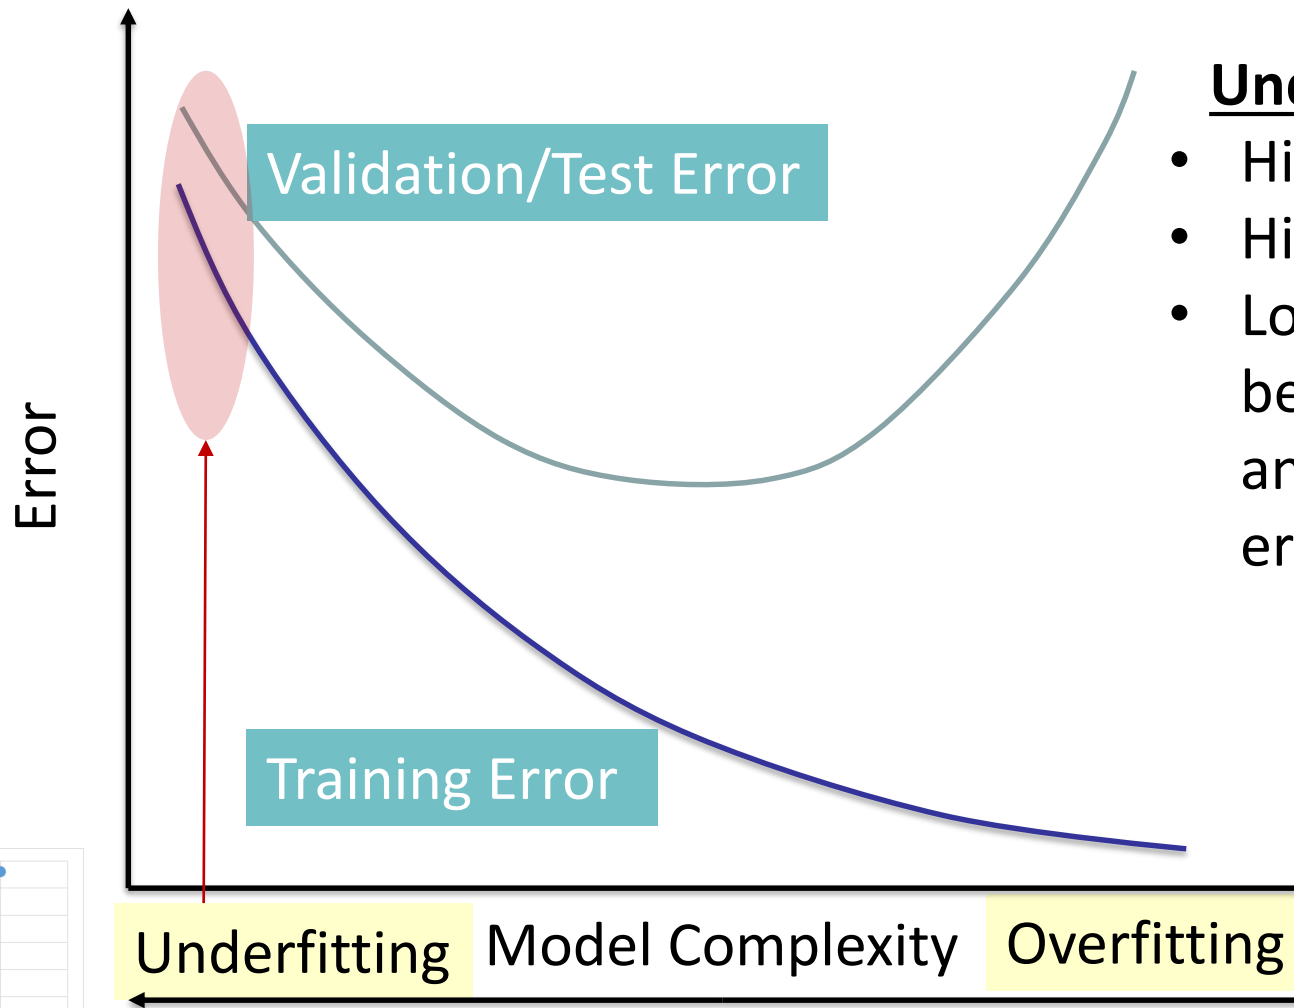 Validation/Test Error
Error
Training Error
Underfitting
Model Complexity
Overfitting